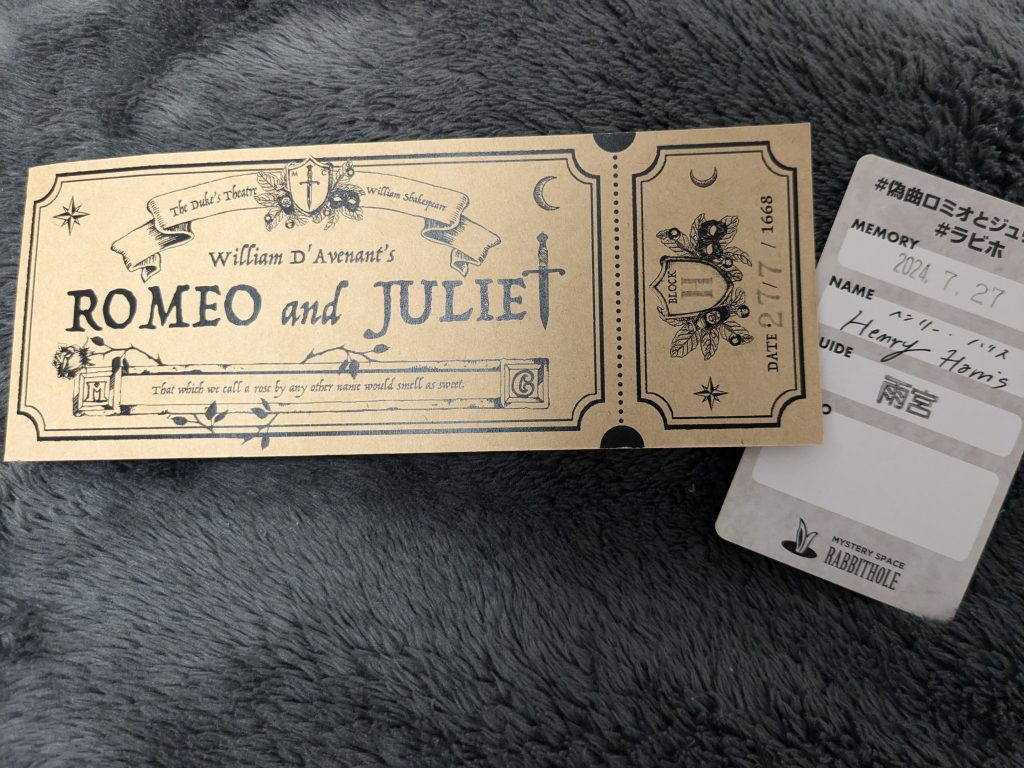 The Duke's Theatre
M C
William Shakespeare
William D'Avenant's
ROMEO and JULIET
M
That which we call a rose by any other name would smell as sweet.
C
BLOCK
DATE 27/7/1668
#偽曲ロミオとジュ
#ラビホ
MEMORY
2024.7.27
NAME
ヘンリー・ハリス
Henry Harris
UIDE
雨宮
MYSTERY SPACE
RABBITHOLE